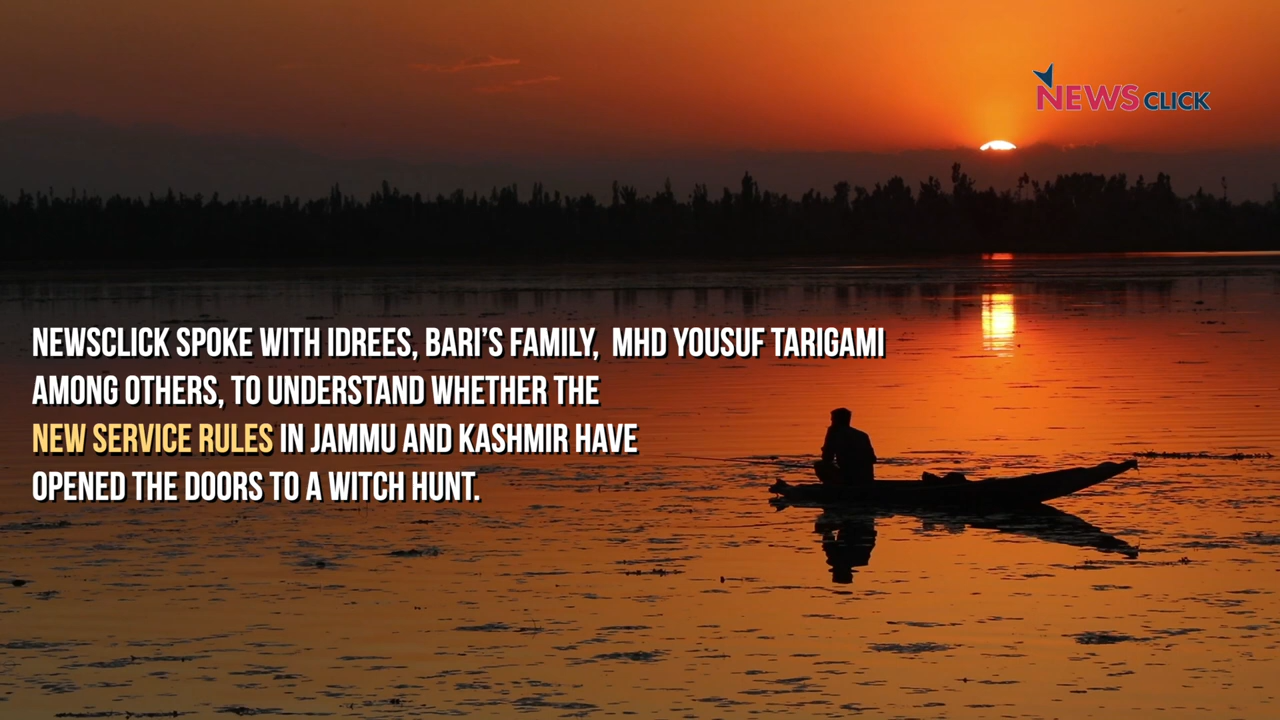 NEWSCLICK
NEWSCLICK SPOKE WITH IDREES, BARI'S FAMILY, MHD YOUSUF TARIGAMI
AMONG OTHERS, TO UNDERSTAND WHETHER THE
NEW SERVICE RULES IN JAMMU AND KASHMIR HAVE
OPENED THE DOORS TO A WITCH HUNT.